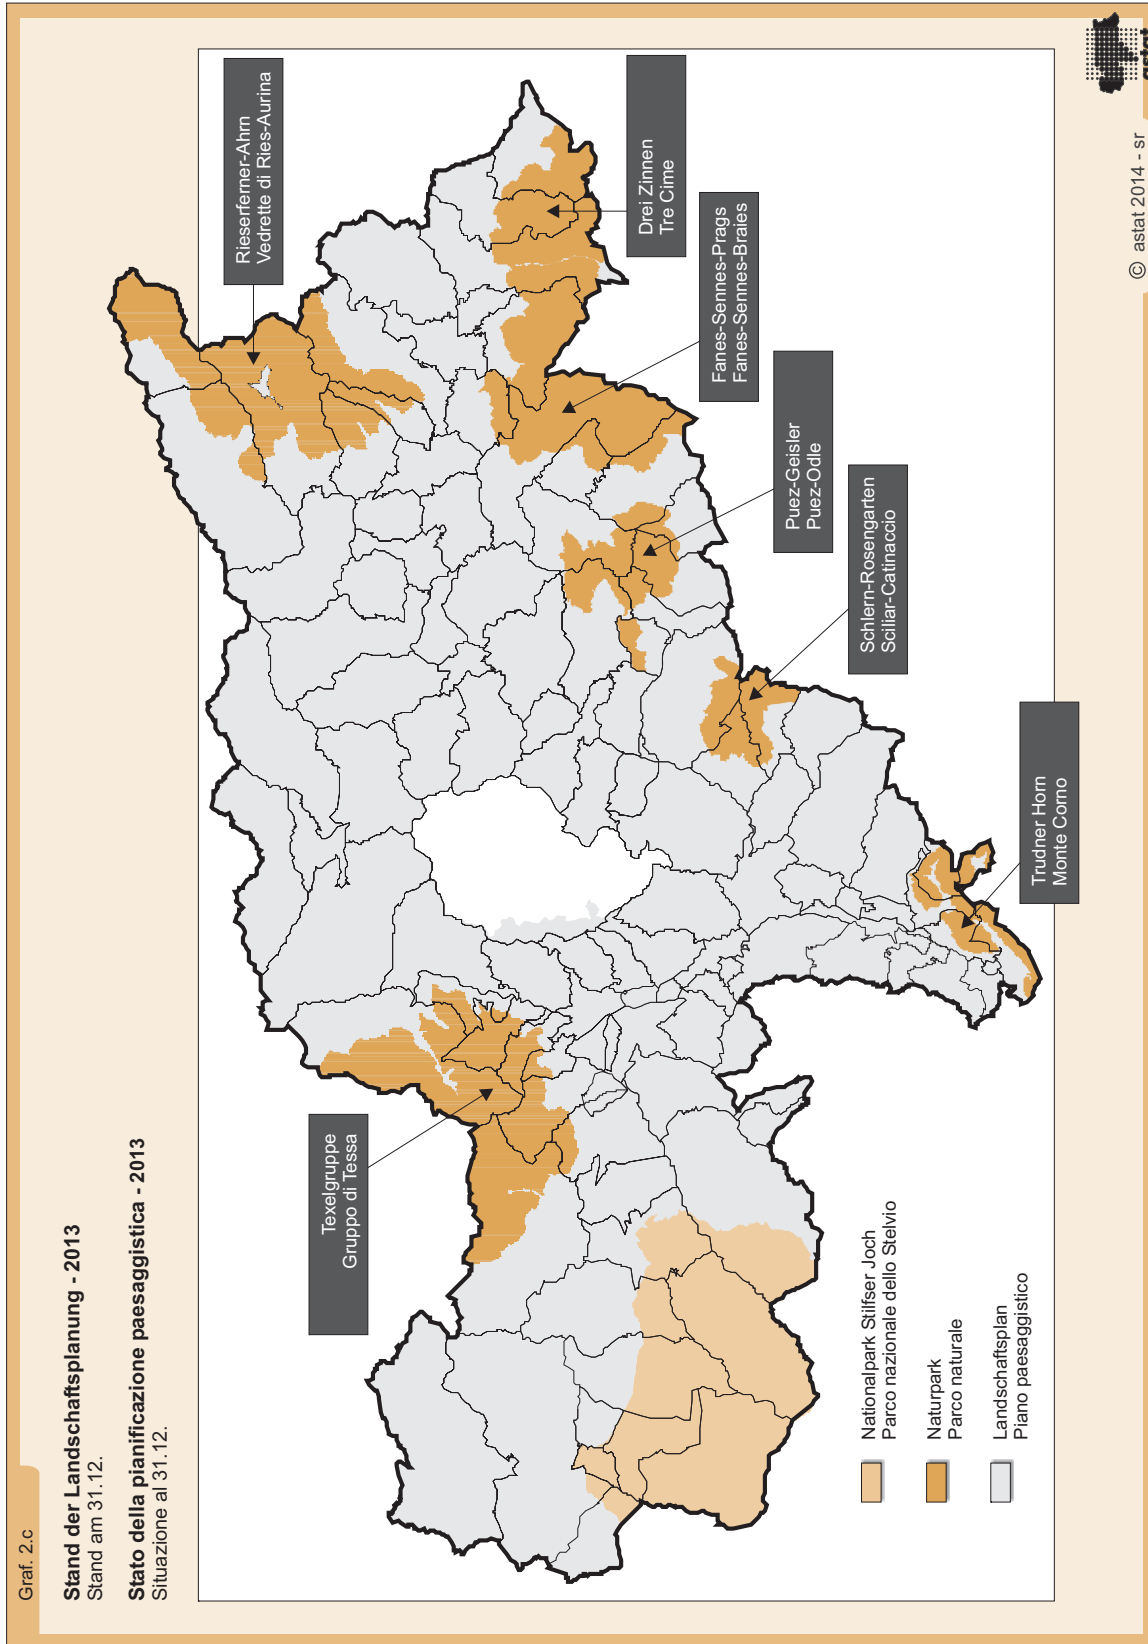 Graf. 2.c
Stand der Landschaftsplanung - 2013
Stand am 31.12.
Stato della pianificazione paesaggistica - 2013
Situazione al 31.12.
Rieserferner-Ahrn
Vedrette di Ries-Aurina
Drei Zinnen
Tre Cime
Fanes-Sennes-Prags
Fanes-Sennes-Braies
Puez-Geisler
Puez-Odle
Schlern-Rosengarten
Sciliar-Catinaccio
Trudner Horn
Monte Corno
Texelgruppe
Gruppo di Tessa
Nationalpark Stilfser Joch
Parco nazionale dello Stelvio
Naturpark
Parco naturale
Landschaftsplan
Piano paesaggistico
© astat 2014 - sr
astat